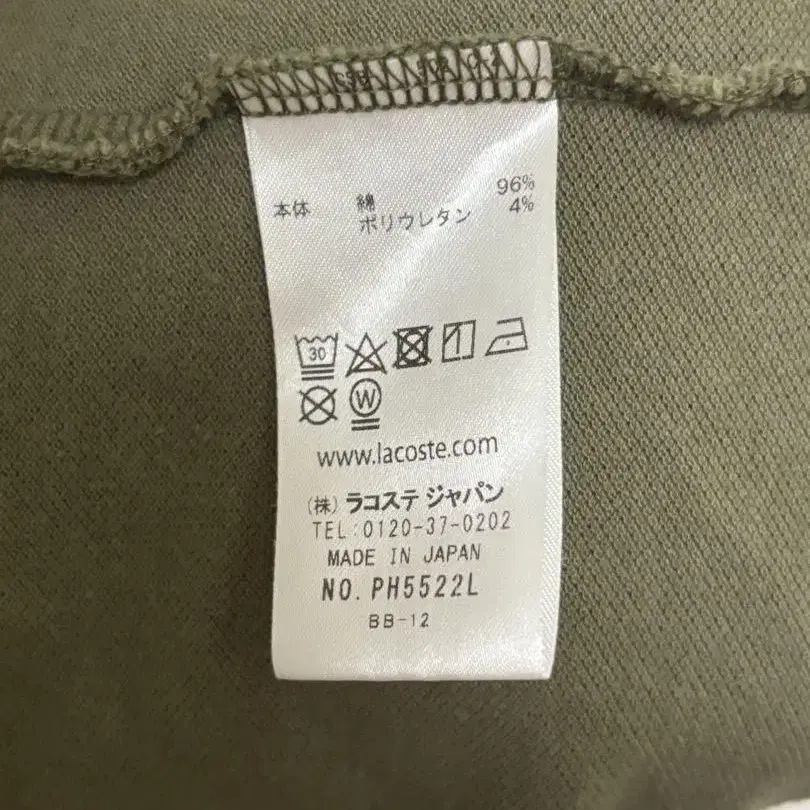 本体 綿 96%
ポリウレタン 4%
30
W
www.lacoste.com
(株) ラコステ ジャパン
TEL:0120-37-0202
MADE IN JAPAN
NO. PH5522L
BB-12